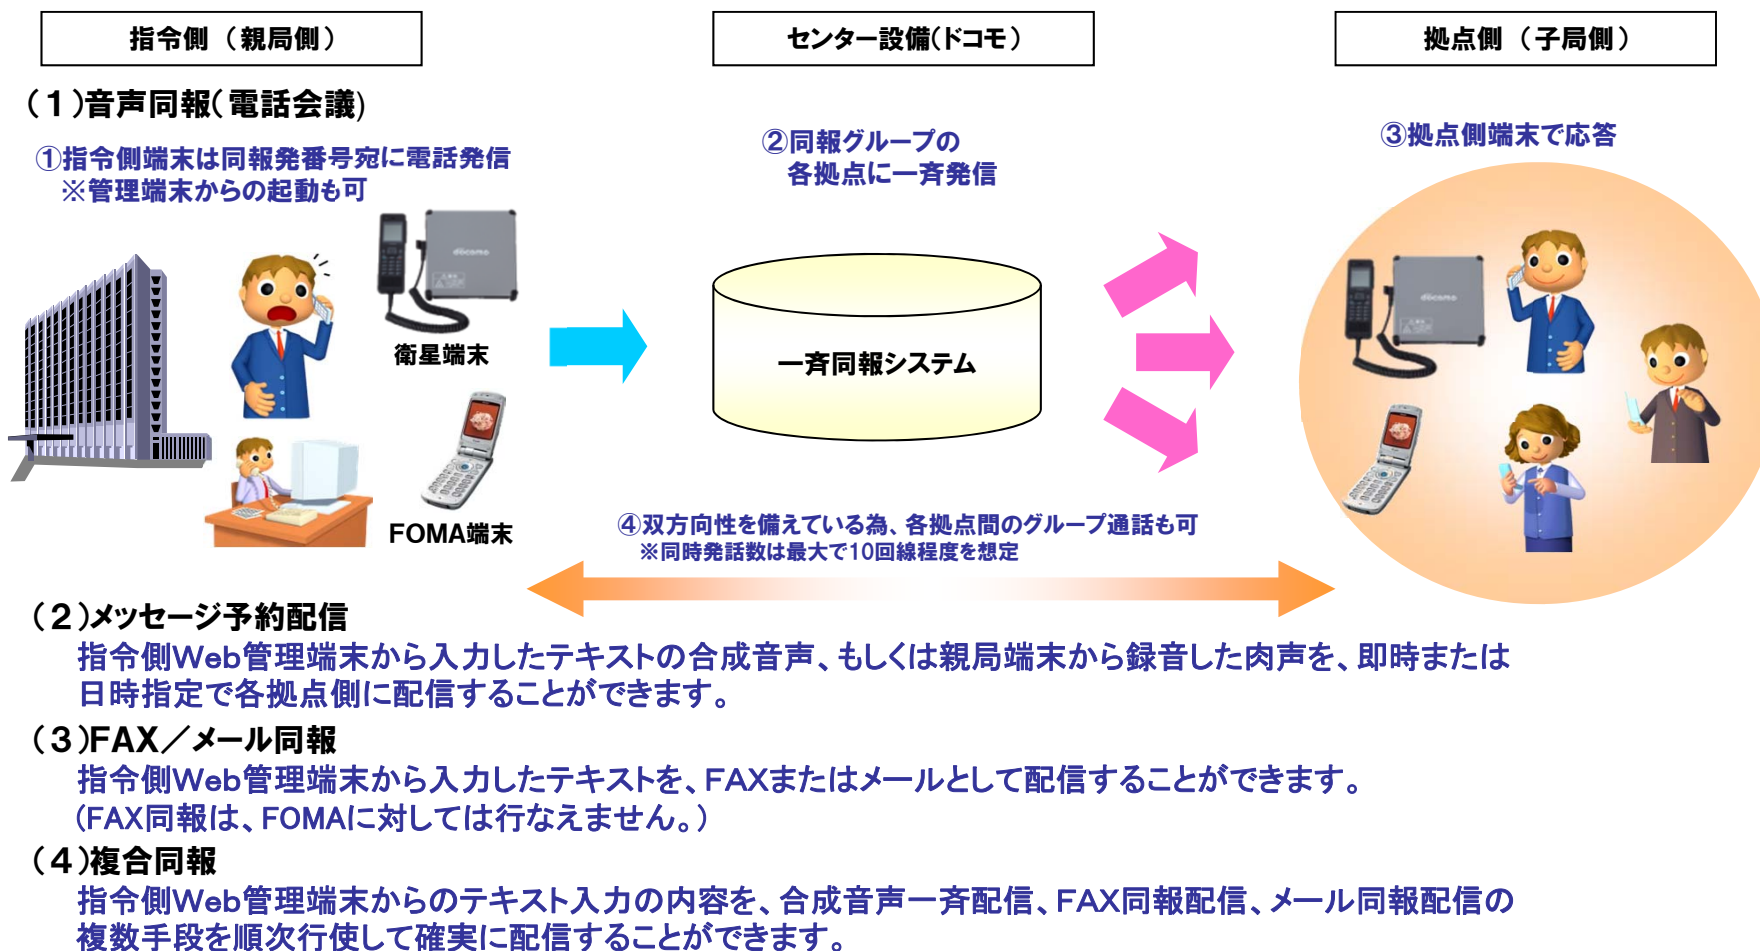 指令側（親局側）
センター設備(ドコモ)
拠点側（子局側）
(1)音声同報(電話会議)
①指令側端末は同報発番号宛に電話発信
※管理端末からの起動も可
②同報グループの
各拠点に一斉発信
③拠点側端末で応答
döcomo
衛星端末
FOMA端末
一斉同報システム
döcomo
④双方向性を備えている為、各拠点間のグループ通話も可
※同時発話数は最大で10回線程度を想定
(2)メッセージ予約配信
指令側Web管理端末から入力したテキストの合成音声、もしくは親局端末から録音した肉声を、即時または
日時指定で各拠点側に配信することができます。
(3)FAX／メール同報
指令側Web管理端末から入力したテキストを、FAXまたはメールとして配信することができます。
(FAX同報は、FOMAに対しては行なえません。)
(4)複合同報
指令側Web管理端末からのテキスト入力の内容を、合成音声一斉配信、FAX同報配信、メール同報配信の
複数手段を順次行使して確実に配信することができます。